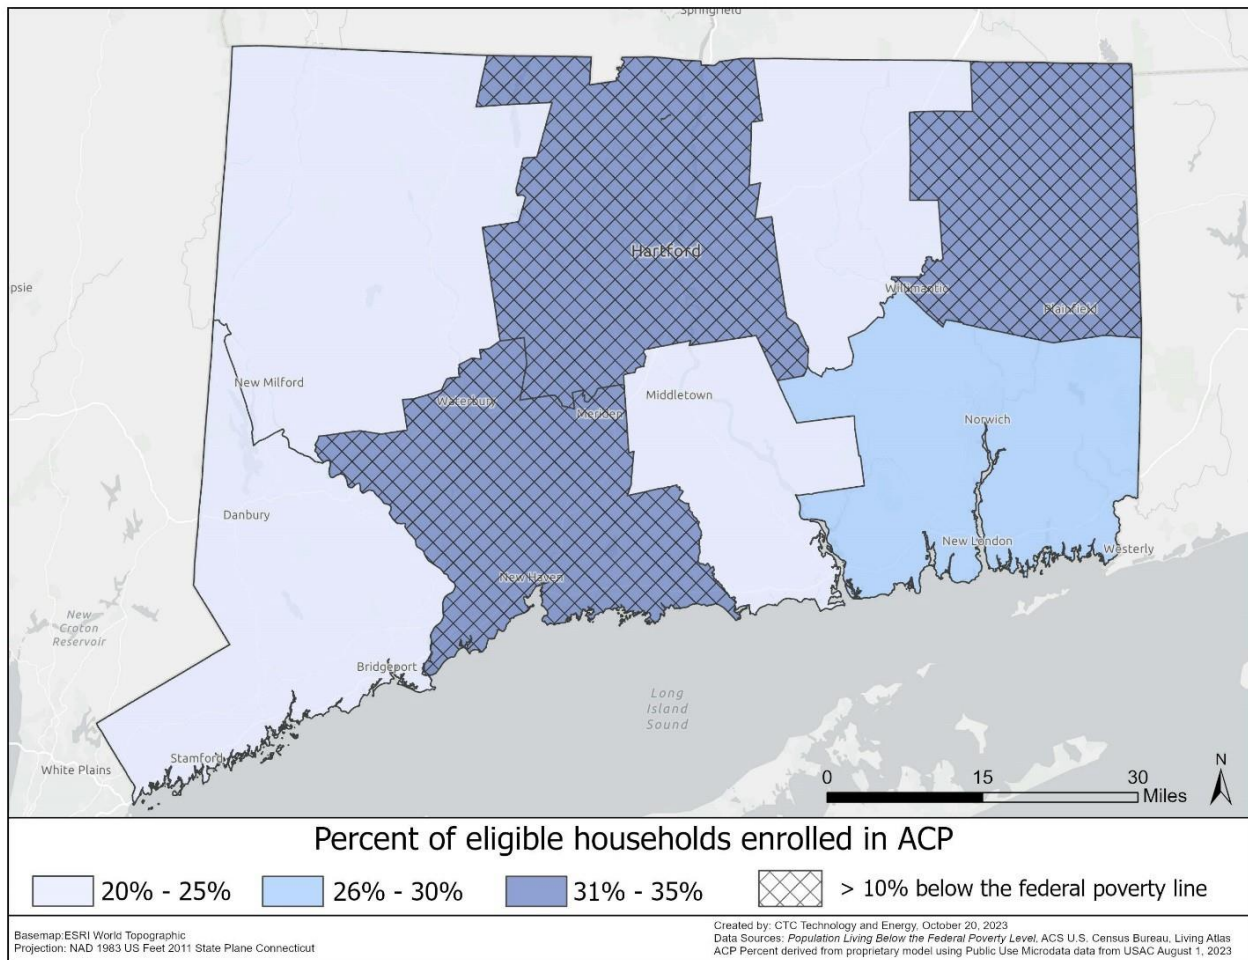 Springfield
Hartford
psie
Willimantic
Plainfield
New Milford
Waterbury
Meriden
Middletown
Norwich
Danbury
New London
Westerly
New Haven
New
Croton
Reservoir
Bridgeport
Long
Island
Sound
Stamford
White Plains
N
0 15 30
Miles
Percent of eligible households enrolled in ACP
20% - 25% 26% - 30% 31% - 35% > 10% below the federal poverty line
Basemap:ESRI World Topographic
Projection: NAD 1983 US Feet 2011 State Plane Connecticut
Created by: CTC Technology and Energy, October 20, 2023
Data Sources: Population Living Below the Federal Poverty Level, ACS U.S. Census Bureau, Living Atlas
ACP Percent derived from proprietary model using Public Use Microdata data from USAC August 1, 2023